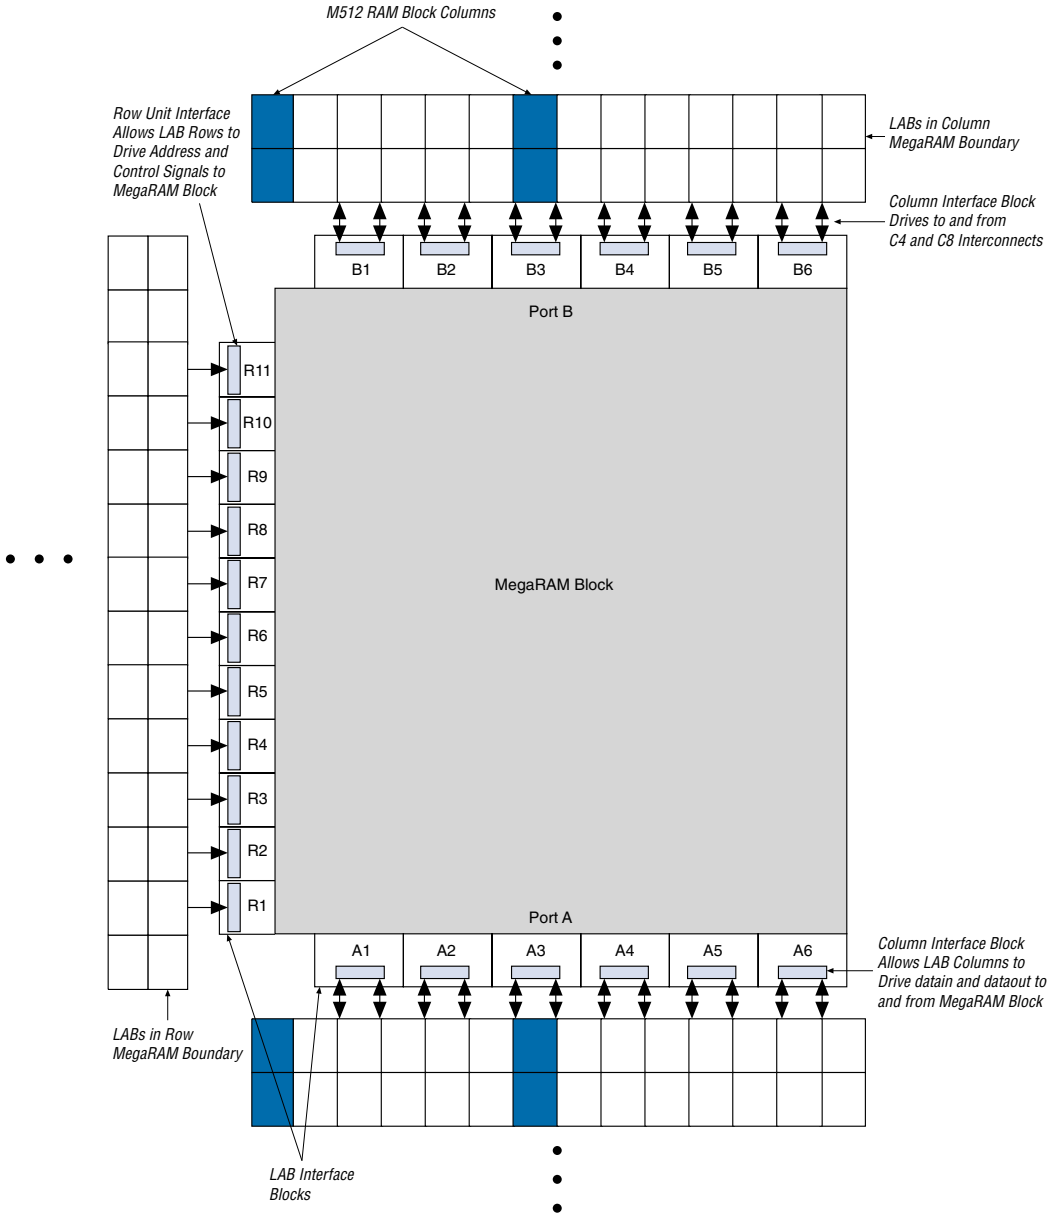 M512 RAM Block Columns
Row Unit Interface
Allows LAB Rows to
Drive Address and
Control Signals to
MegaRAM Block
LABs in Column
MegaRAM Boundary
Column Interface Block
Drives to and from
C4 and C8 Interconnects
B1 B2 B3 B4 B5 B6
Port B
R11
R10
R9
R8
R7
MegaRAM Block
R6
R5
R4
R3
R2
R1
Port A
A1 A2 A3 A4 A5 A6
Column Interface Block
Allows LAB Columns to
Drive datain and dataout to
and from MegaRAM Block
LABs in Row
MegaRAM Boundary
LAB Interface
Blocks